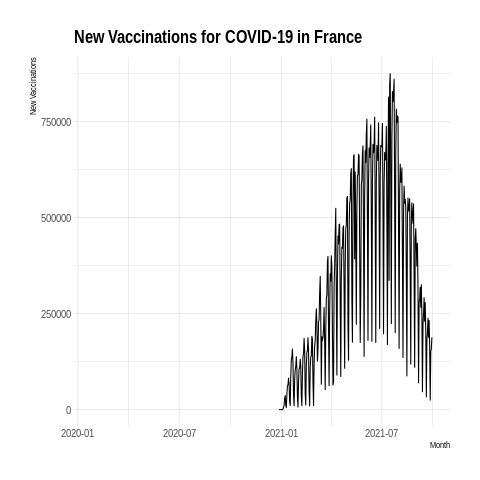 New Vaccinations for COVID-19 in France
New Vaccinations
750000
500000
250000
0
2020-01 2020-07 2021-01 2021-07
Month